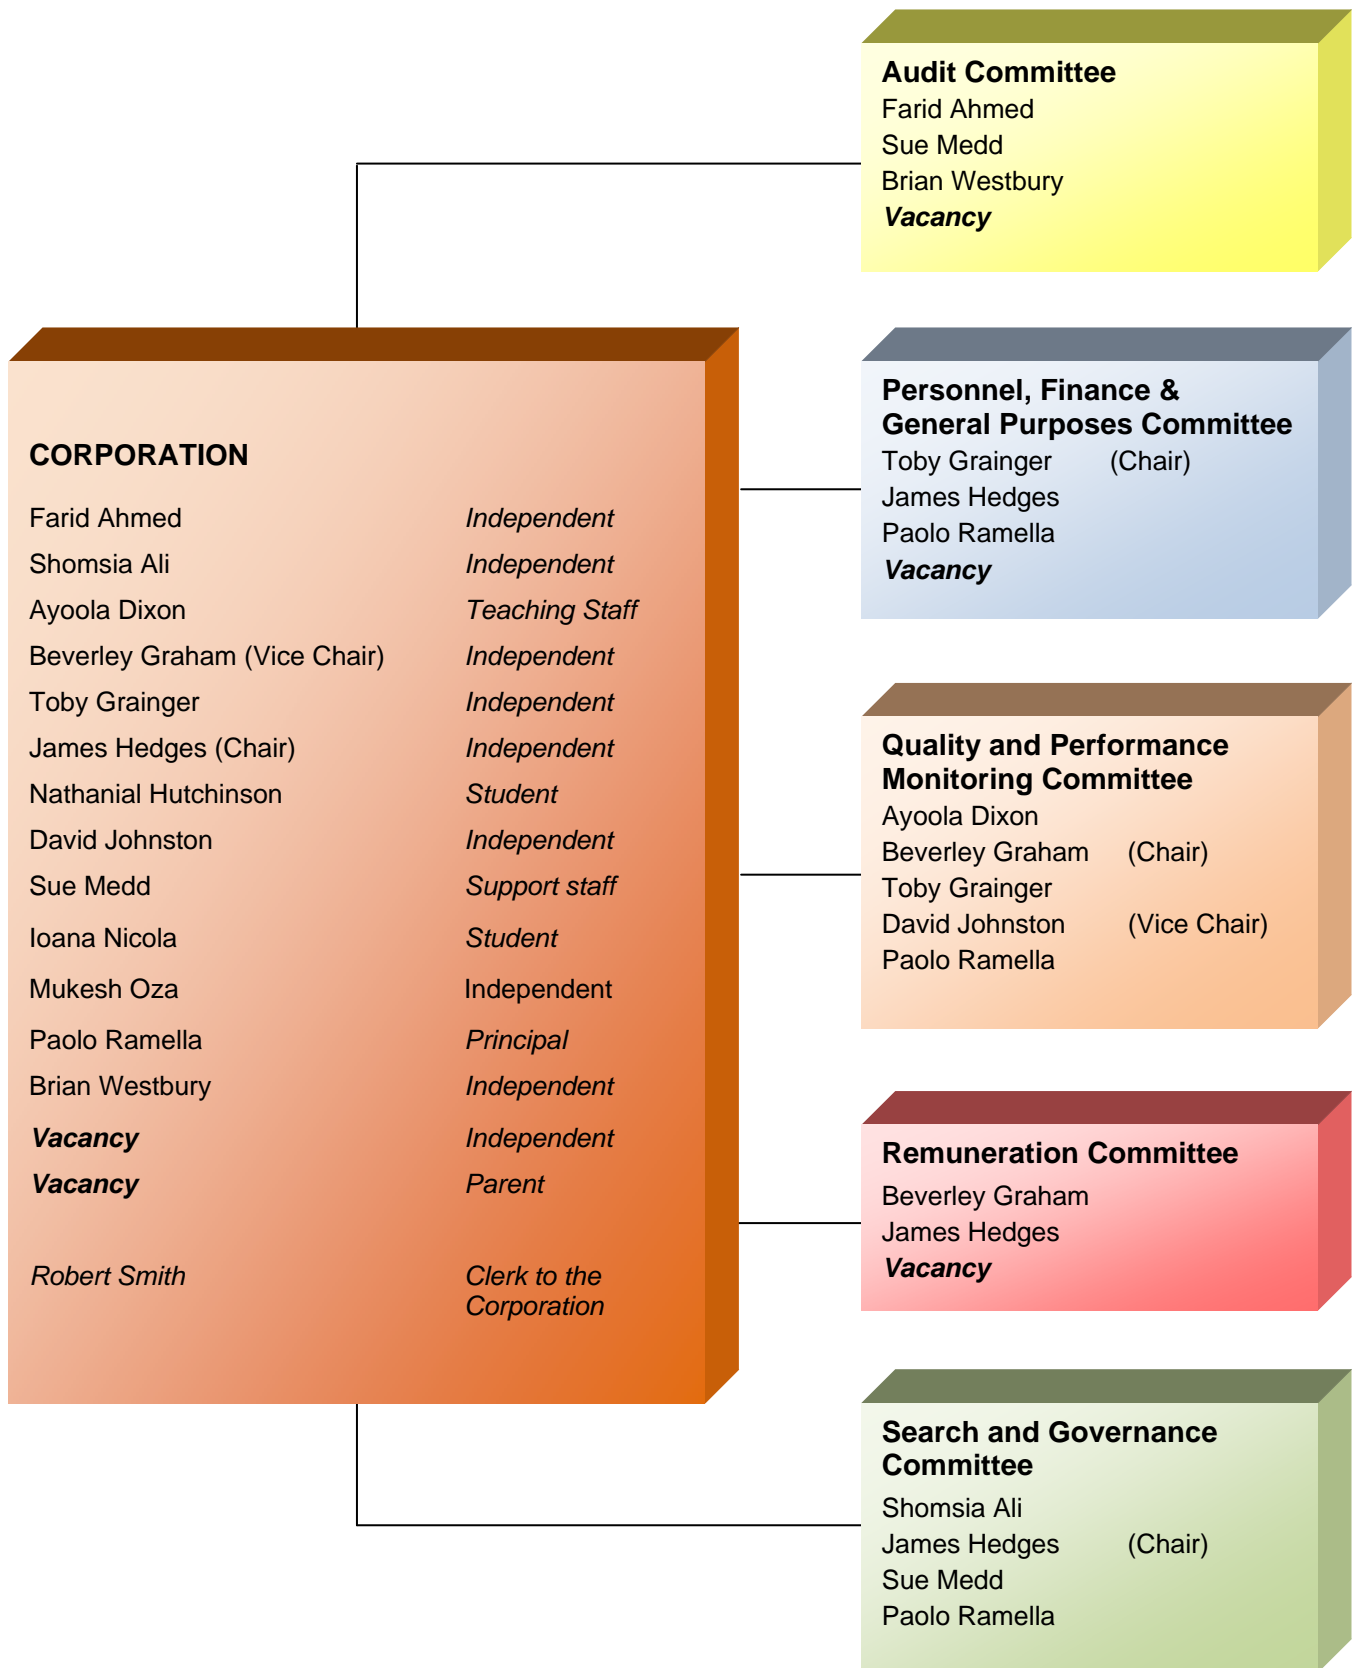 Audit Committee
Farid Ahmed
Sue Medd
Brian Westbury
Vacancy
CORPORATION
Farid Ahmed Independent
Shomsia Ali Independent
Ayoola Dixon Teaching Staff
Beverley Graham (Vice Chair) Independent
Toby Grainger Independent
James Hedges (Chair) Independent
Nathanial Hutchinson Student
David Johnston Independent
Sue Medd Support staff
Ioana Nicola Student
Mukesh Oza Independent
Paolo Ramella Principal
Brian Westbury Independent
Vacancy Independent
Vacancy Parent
Robert Smith Clerk to the
Corporation
Personnel, Finance &
General Purposes Committee
Toby Grainger (Chair)
James Hedges
Paolo Ramella
Vacancy
Quality and Performance
Monitoring Committee
Ayoola Dixon
Beverley Graham (Chair)
Toby Grainger
David Johnston (Vice Chair)
Paolo Ramella
Remuneration Committee
Beverley Graham
James Hedges
Vacancy
Search and Governance
Committee
Shomsia Ali
James Hedges (Chair)
Sue Medd
Paolo Ramella